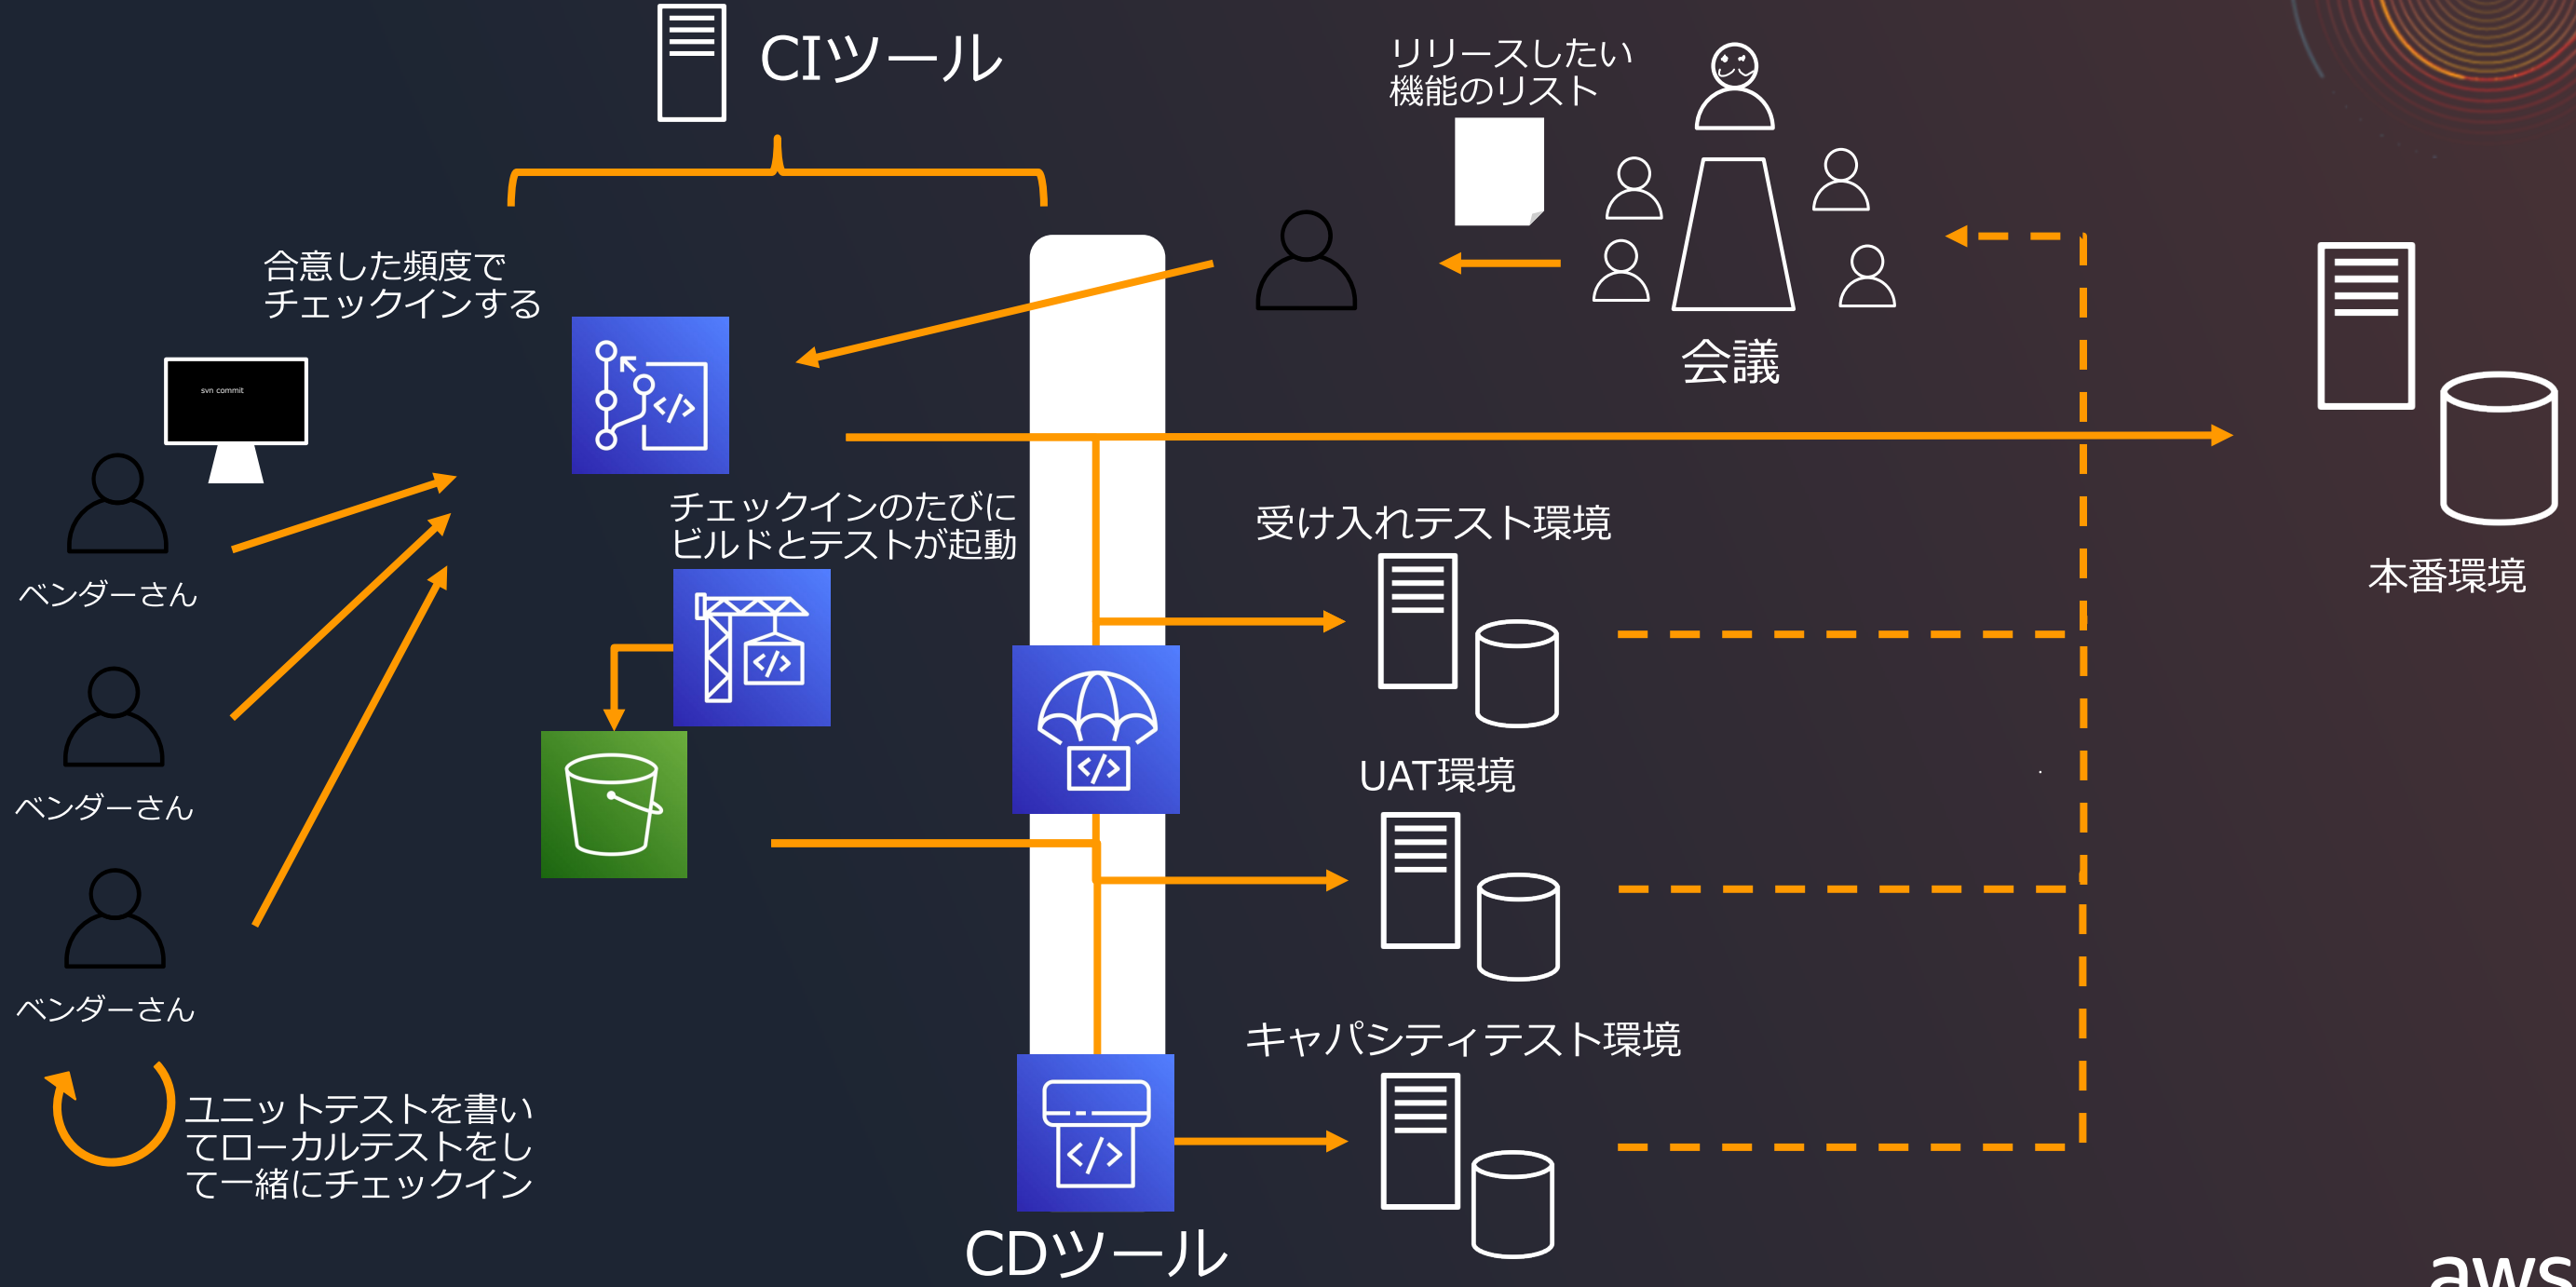 CIツール
リリースしたい
機能のリスト
合意した頻度で
チェックインする
svn commit
会議
チェックインのたびに
ビルドとテストが起動
受け入れテスト環境
本番環境
ベンダーさん
UAT環境
ベンダーさん
ベンダーさん
キャパシティテスト環境
ユニットテストを書い
てローカルテストをし
て一緒にチェックイン
CDツール
aws